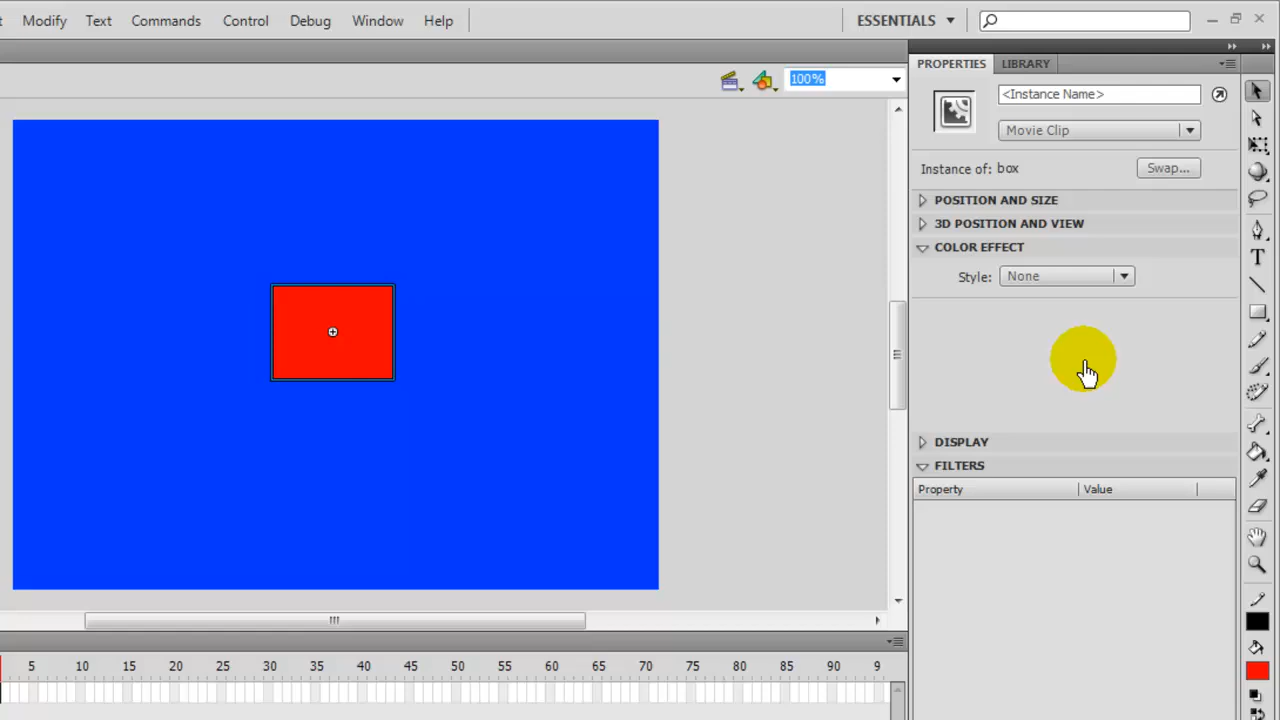 Modify Text Commands Control Debug Window Help ESSENTIALS
PROPERTIES LIBRARY
100%
<Instance Name>
Movie Clip
Instance of: box Swap...
POSITION AND SIZE
3D POSITION AND VIEW
COLOR EFFECT
Style: None
DISPLAY
FILTERS
Property Value
5 10 15 20 25 30 35 40 45 50 55 60 65 70 75 80 85 90 9